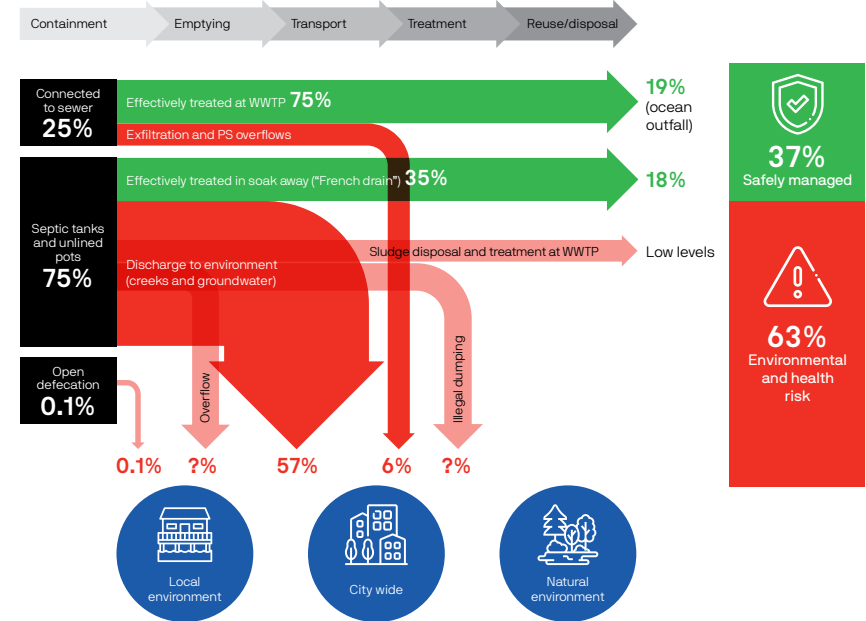 Containment
Emptying
Transport
Treatment
Reuse/disposal
Connected
to sewer
25%
Effectively treated at WWTP 75%
Exfiltration and PS overflows
19%
(ocean
outfall)
Septic tanks
and unlined
pots
75%
Effectively treated in soak away ("French drain") 35%
18%
Sludge disposal and treatment at WWTP
Low levels
Discharge to environment
(creeks and groundwater)
Open
defecation
0.1%
Overflow
Illegal dumping
0.1%
?%
57%
6%
?%
37%
Safely managed
63%
Environmental
and health
risk
Local
environment
City wide
Natural
environment